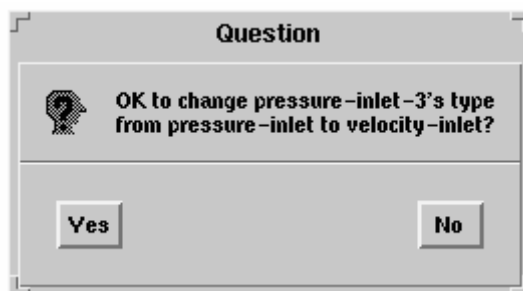 Question
OK to change pressure-inlet-3's type
from pressure-inlet to velocity-inlet?
Yes
No